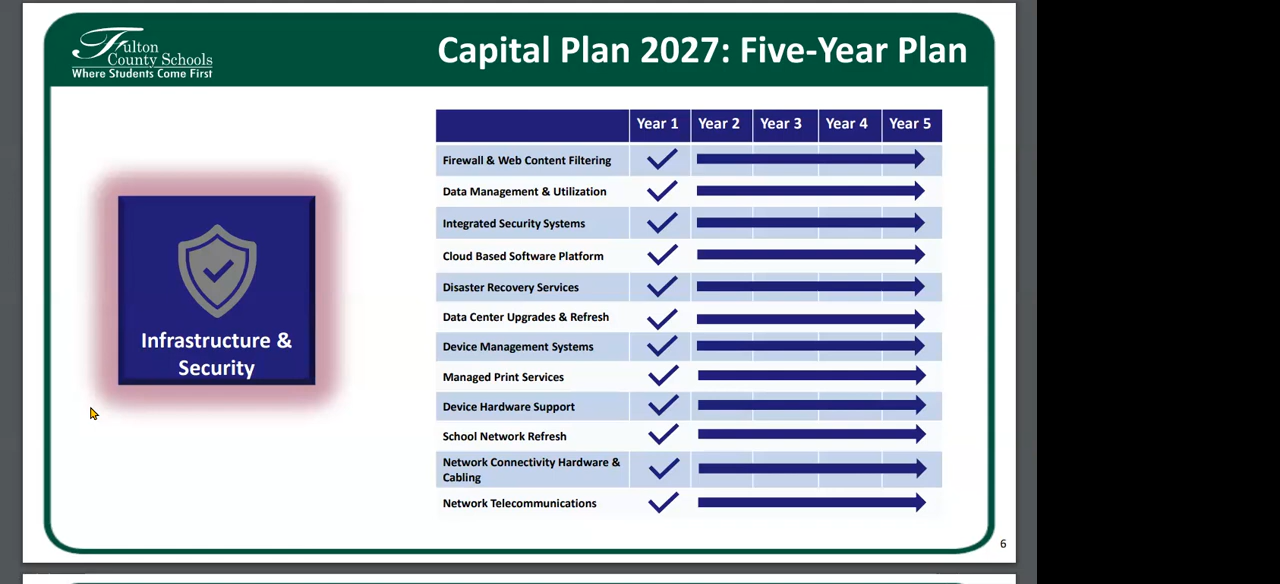 Fulton
County Schools
Where Students Come First
Capital Plan 2027: Five-Year Plan
Infrastructure &
Security
Year 1 Year 2 Year 3 Year 4 Year 5
Firewall & Web Content Filtering
Data Management & Utilization
Integrated Security Systems
Cloud Based Software Platform
Disaster Recovery Services
Data Center Upgrades & Refresh
Device Management Systems
Managed Print Services
Device Hardware Support
School Network Refresh
Network Connectivity Hardware &
Cabling
Network Telecommunications
6